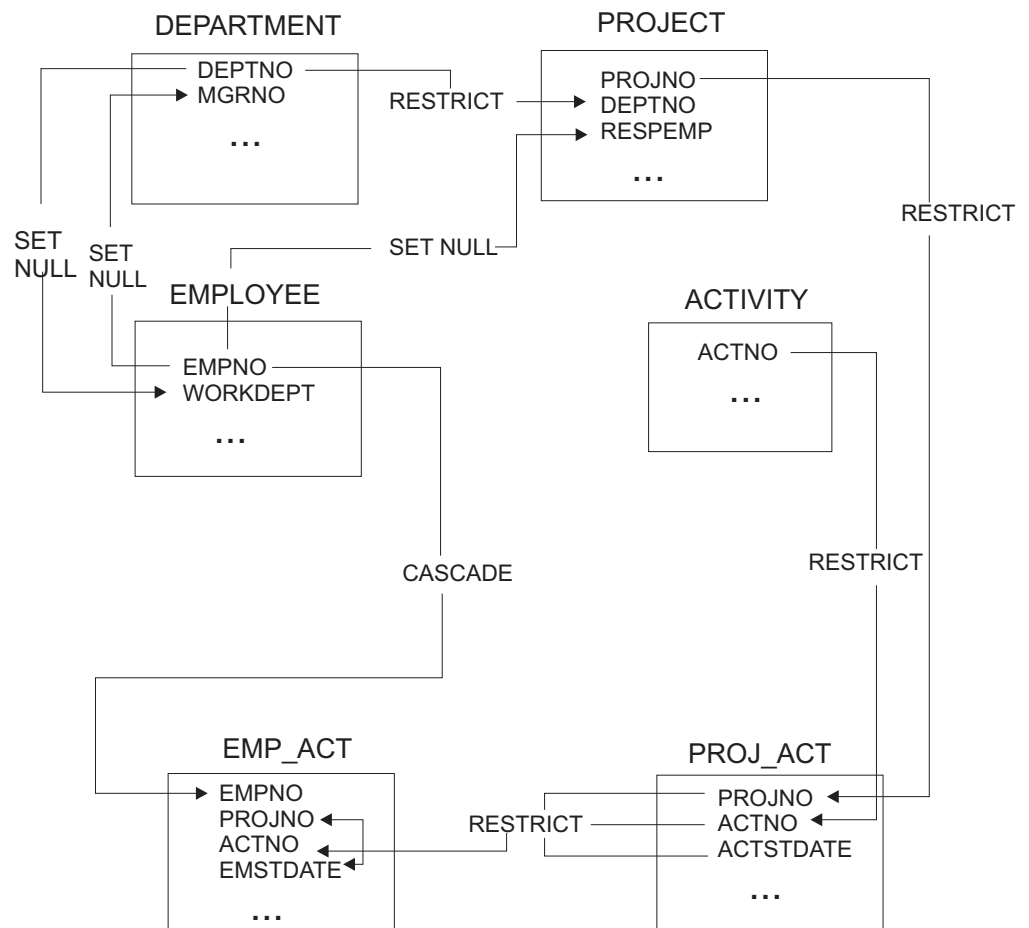 DEPARTMENT
DEPTNO
MGRNO
...
PROJECT
PROJNO
DEPTNO
RESPEMP
...
RESTRICT
RESTRICT
SET
NULL
SET
NULL
SET NULL
EMPLOYEE
EMPNO
WORKDEPT
...
ACTIVITY
ACTNO
...
CASCADE
RESTRICT
EMP_ACT
EMPNO
PROJNO
ACTNO
EMSTDATE
...
RESTRICT
PROJ_ACT
PROJNO
ACTNO
ACTSTDATE
...